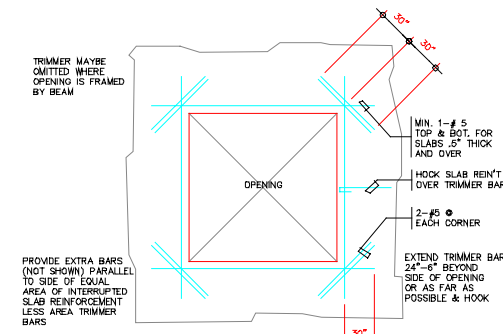 30"
30"
TRIMMER MAYBE
OMITTED WHERE
OPENING IS FRAMED
BY BEAM
MIN. 1-# 5
TOP & BOT. FOR
SLABS .5" THICK
AND OVER
HOCK SLAB REIN'T
OVER TRIMMER BAR
OPENING
2-#5 @
EACH CORNER
PROVIDE EXTRA BARS
(NOT SHOWN) PARALLEL
TO SIDE OF EQUAL
AREA OF INTERRUPTED
SLAB REINFORCEMENT
LESS AREA TRIMMER
BARS
EXTEND TRIMMER BAR
24"-6" BEYOND
SIDE OF OPENING
OR AS FAR AS
POSSIBLE & HOOK
30"